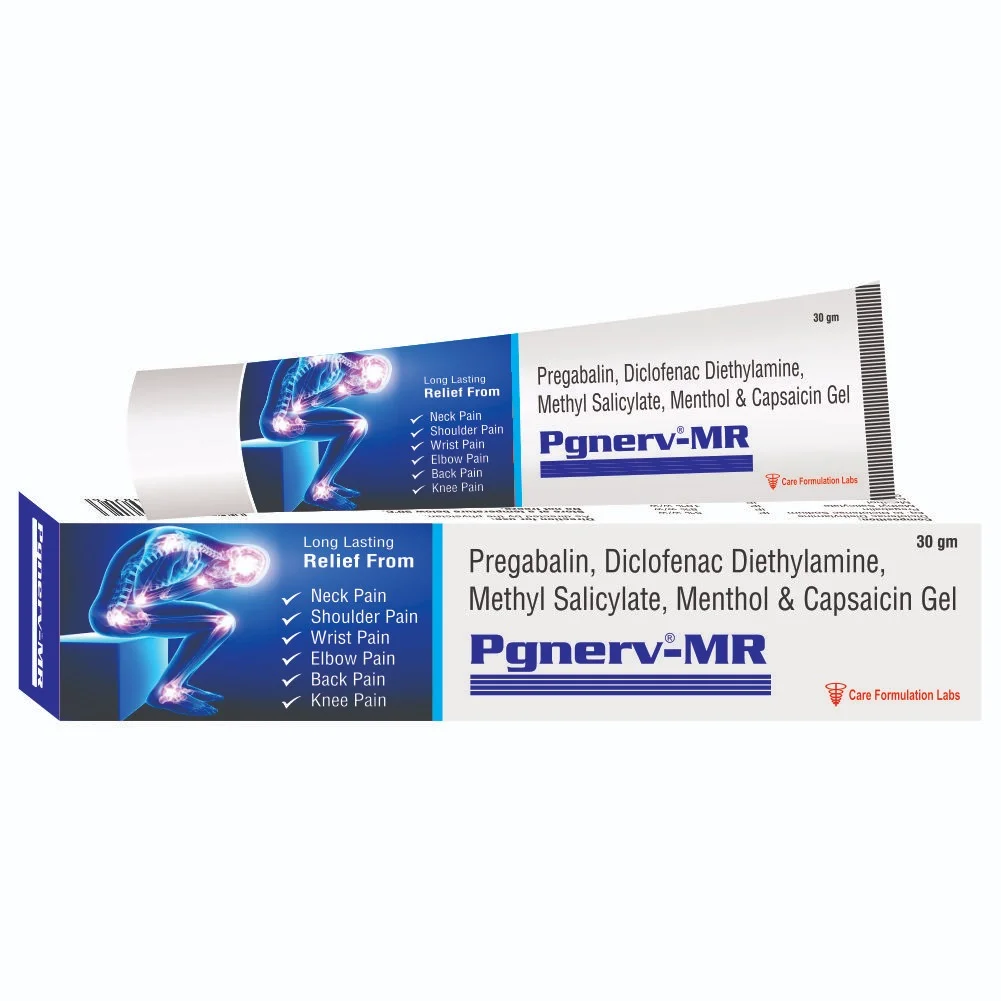 30 gm
Pregabalin, Diclofenac Diethylamine,
Methyl Salicylate, Menthol & Capsaicin Gel
Pgnerv®-MR
Care Formulation Labs
Long Lasting
Relief From
✓ Neck Pain
✓ Shoulder Pain
✓ Wrist Pain
✓ Elbow Pain
✓ Back Pain
✓ Knee Pain
Pgnerv-MR
Long Lasting
Relief From
✓ Neck Pain
✓ Shoulder Pain
✓ Wrist Pain
✓ Elbow Pain
✓ Back Pain
✓ Knee Pain
30 gm
Pregabalin, Diclofenac Diethylamine,
Methyl Salicylate, Menthol & Capsaicin Gel
Pgnerv®-MR
Care Formulation Labs